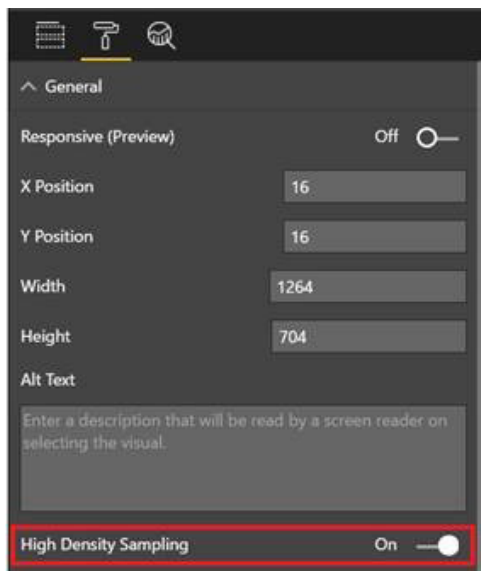 General
Responsive (Preview) Off
X Position 16
Y Position 16
Width 1264
Height 704
Alt Text
Enter a description that will be read by a screen reader on
selecting the visual.
High Density Sampling On